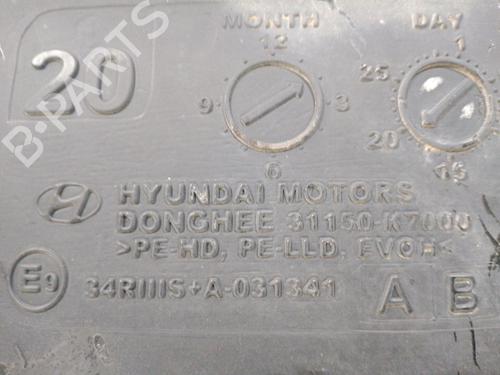 20
MONTH
12
3
6
9
DAY
1
15
20
25
B-PARTS
HYUNDAI MOTORS
DONGHEE 31150-K7000
>PE-HD, PE-LLD, EVOH<
E9
34RIIIS+A-031341
A B